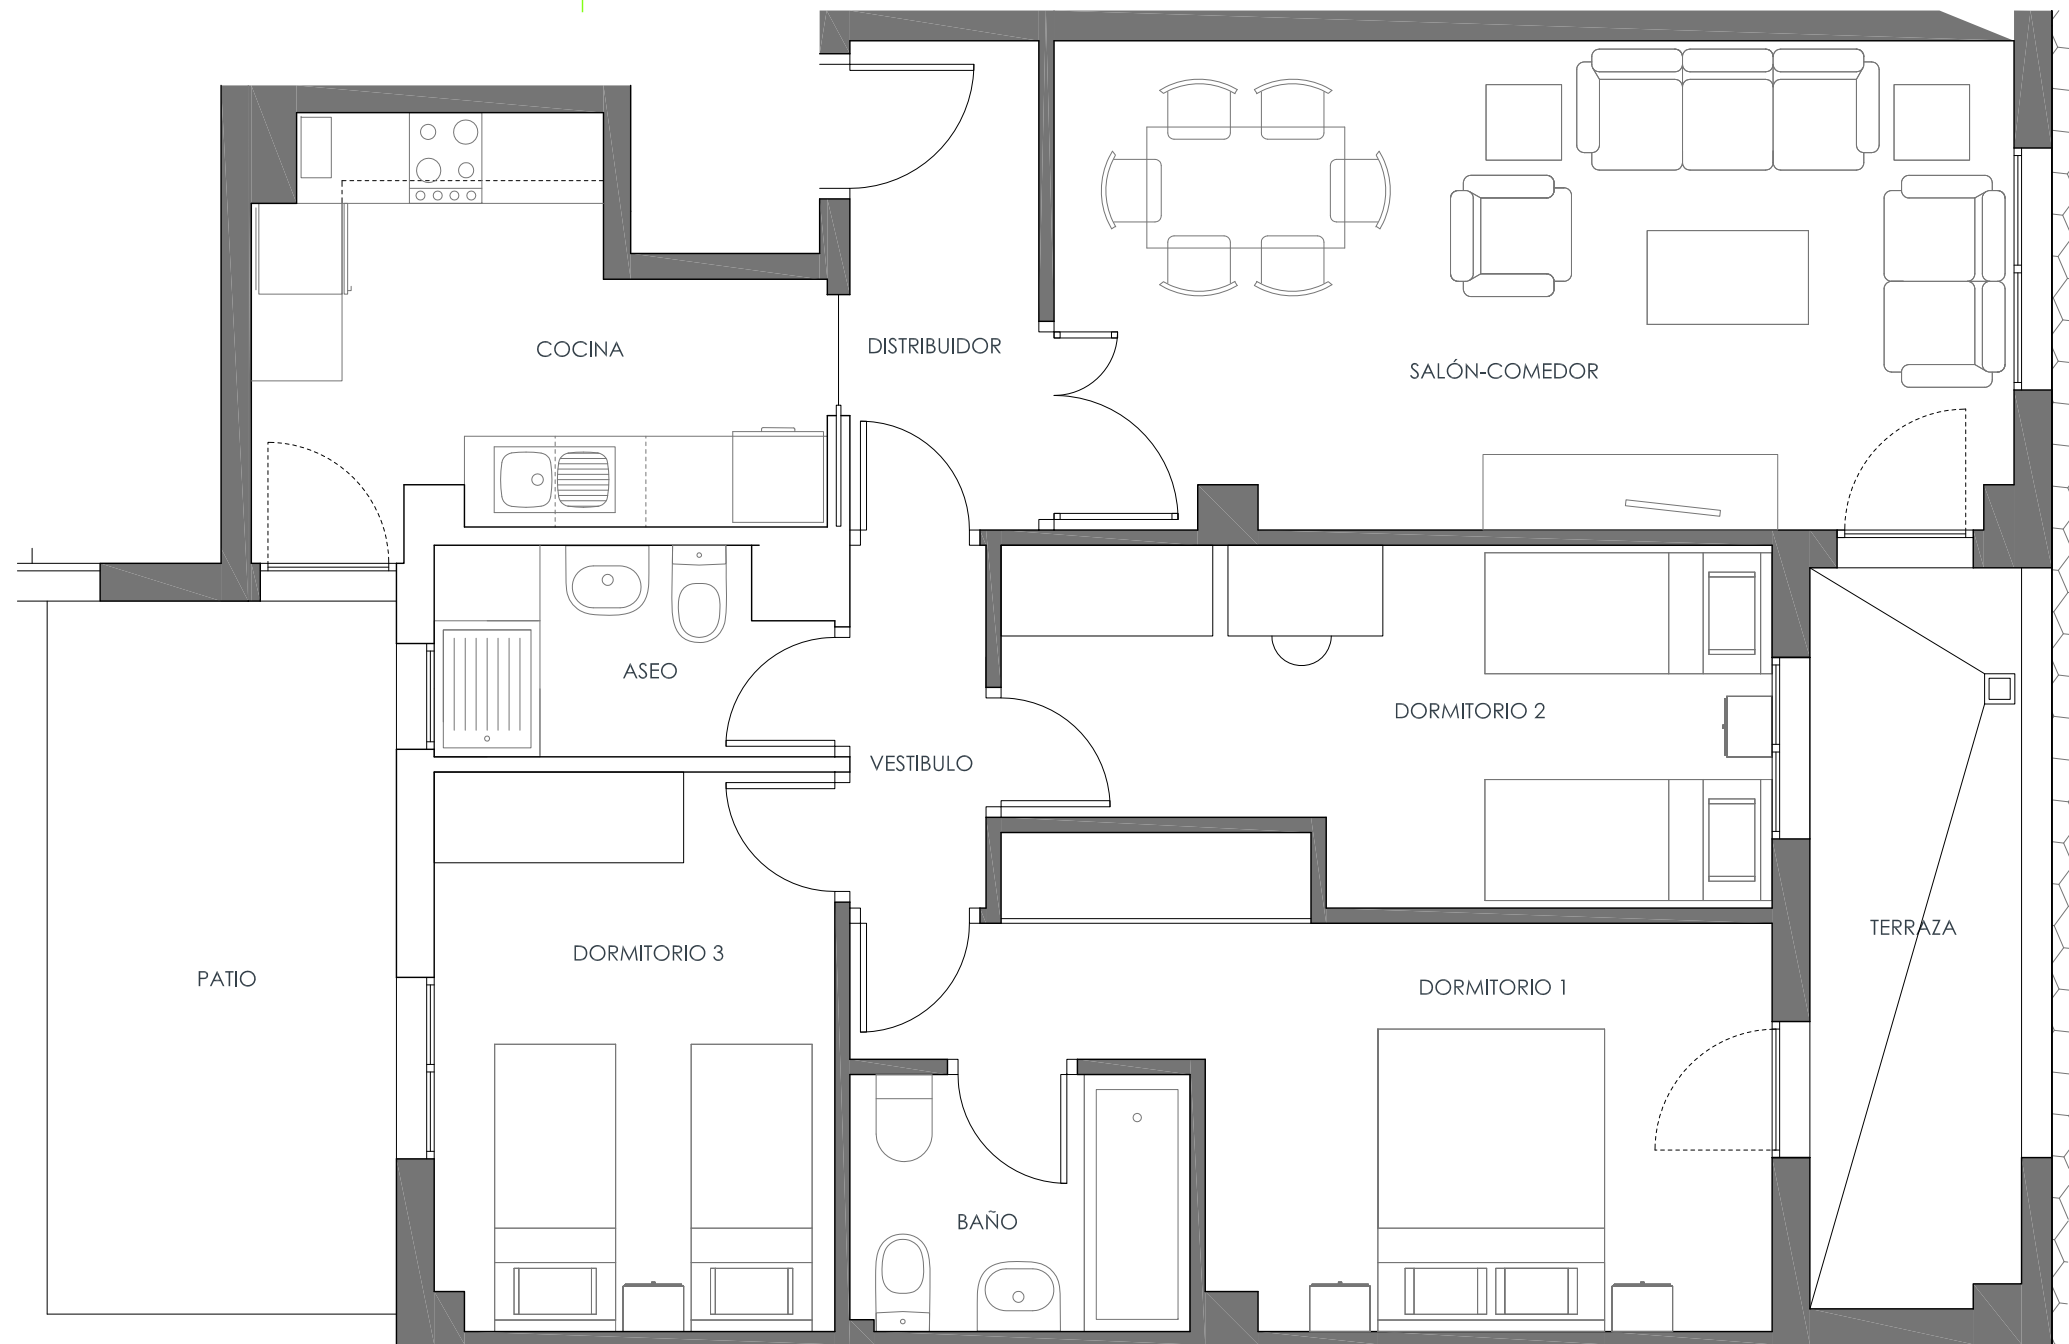 COCINA
DISTRIBUIDOR
SALÓN-COMEDOR
ASEO
DORMITORIO 2
VESTIBULO
TERRAZA
DORMITORIO 3
PATIO
DORMITORIO 1
BAÑO